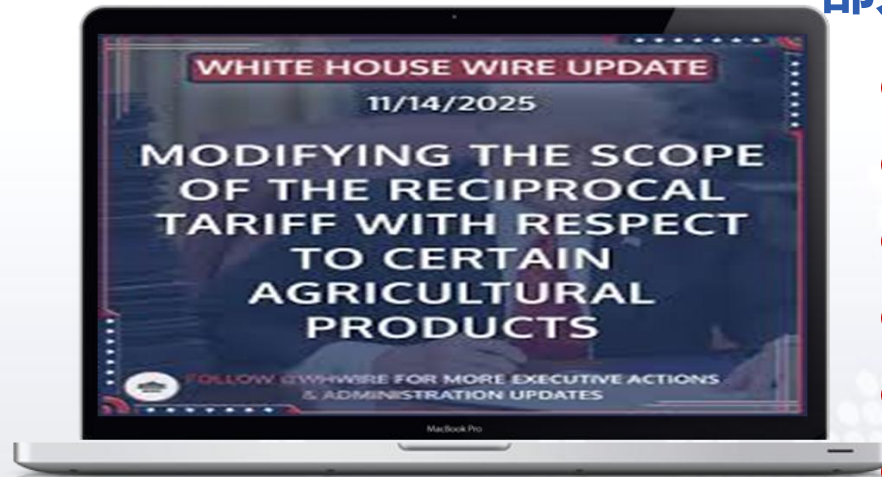 WHITE HOUSE WIRE UPDATE
11/14/2025
MODIFYING THE SCOPE
OF THE RECIPROCAL
TARIFF WITH RESPECT
TO CERTAIN
AGRICULTURAL
PRODUCTS
FOLLOW @WHWIRE FOR MORE EXECUTIVE ACTIONS
& ADMINISTRATION UPDATES
MacBook Pro